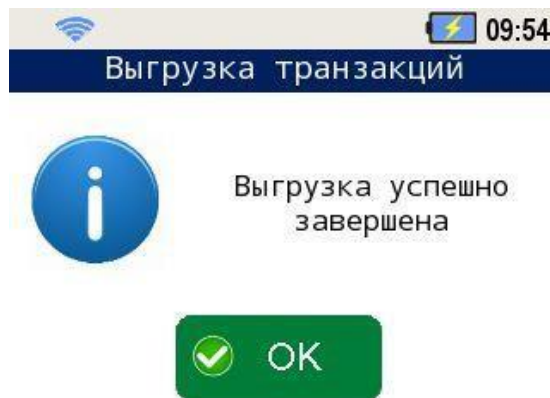 09:54
Выгрузка транзакций
Выгрузка успешно
завершена
OK